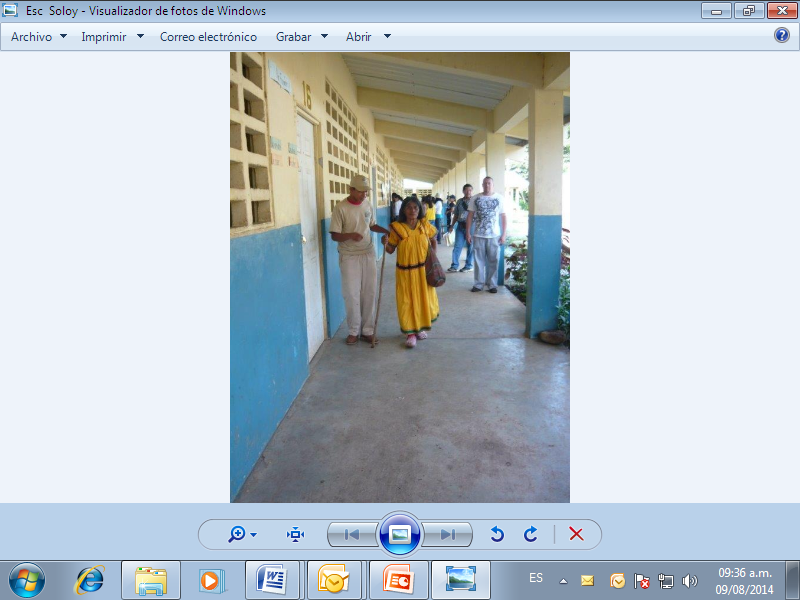 Esc Soloy - Visualizador de fotos de Windows
Archivo Imprimir Correo electrónico Grabar Abrir
16
ES
09:36 a.m.
09/08/2014